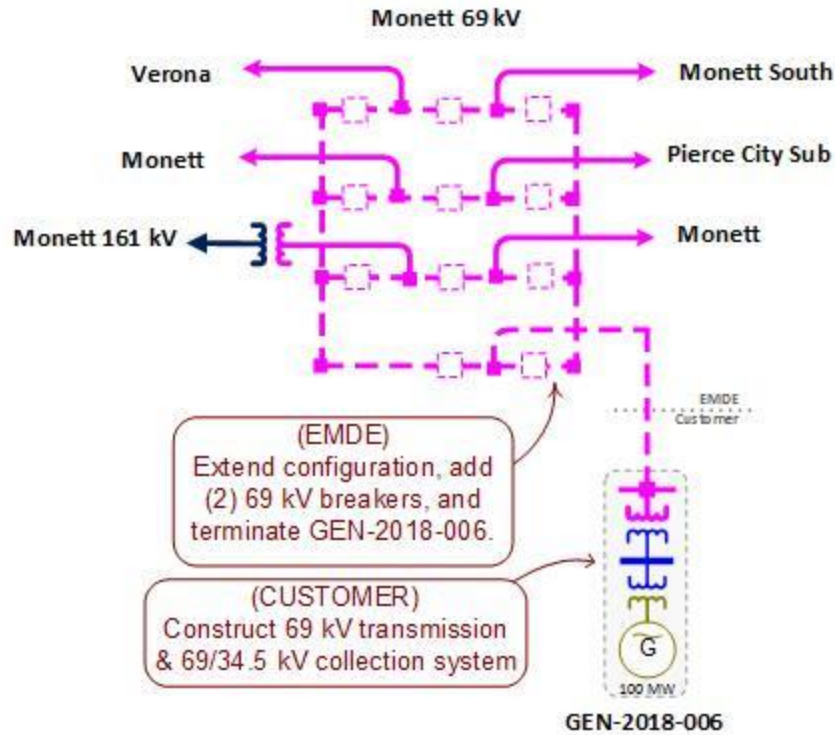 Monett 69 kV
Verona
Monett South
Monett
Pierce City Sub
Monett 161 kV
Monett
EMDE
Customer
(EMDE)
Extend configuration, add
(2) 69 kV breakers, and
terminate GEN-2018-006.
(CUSTOMER)
Construct 69 kV transmission
& 69/34.5 kV collection system
G
100 MW
GEN-2018-006